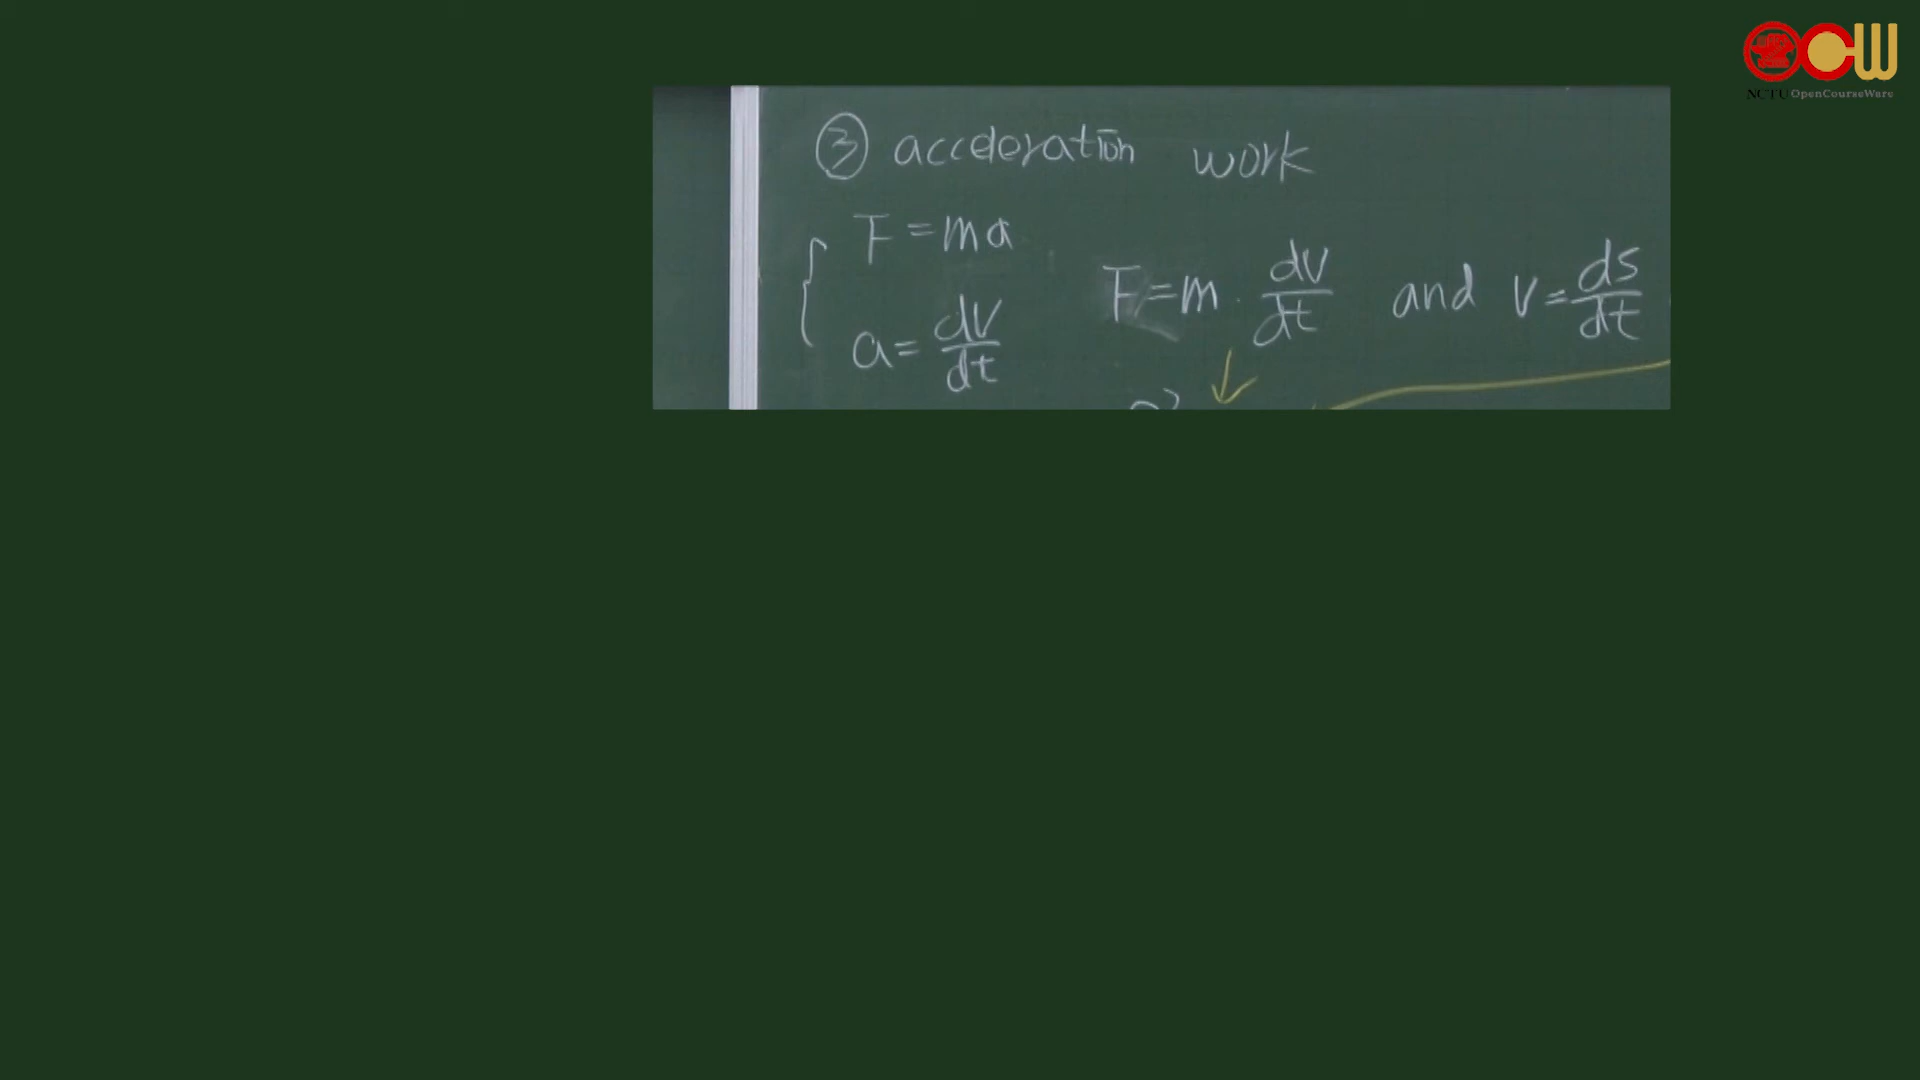 ③ acceleration work
F = ma
a = dv/dt
F = m · dv/dt and v = ds/dt
NCTU OpenCourseWare